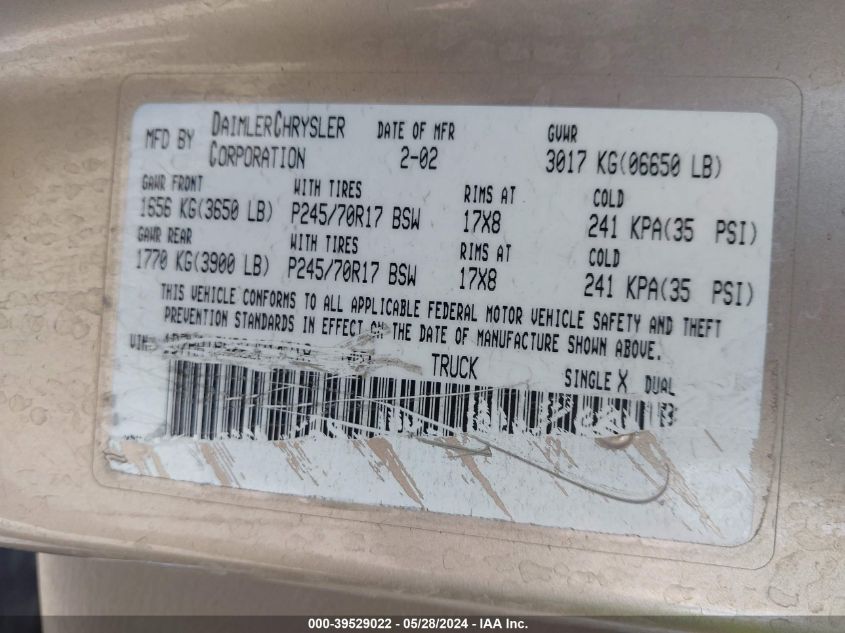 MFD BY DAIMLERCHRYSLER CORPORATION DATE OF MFR 2-02 GVWR 3017 KG(06650 LB)
GAWR FRONT WITH TIRES RIMS AT COLD
1656 KG(3650 LB) P245/70R17 BSW 17X8 241 KPA(35 PSI)
GAWR REAR WITH TIRES RIMS AT COLD
1770 KG(3900 LB) P245/70R17 BSW 17X8 241 KPA(35 PSI)
THIS VEHICLE CONFORMS TO ALL APPLICABLE FEDERAL MOTOR VEHICLE SAFETY AND THEFT
PREVENTION STANDARDS IN EFFECT ON THE DATE OF MANUFACTURE SHOWN ABOVE.
VIN: TRUCK SINGLE X DUAL
000-39529022 - 05/28/2024 - IAA Inc.